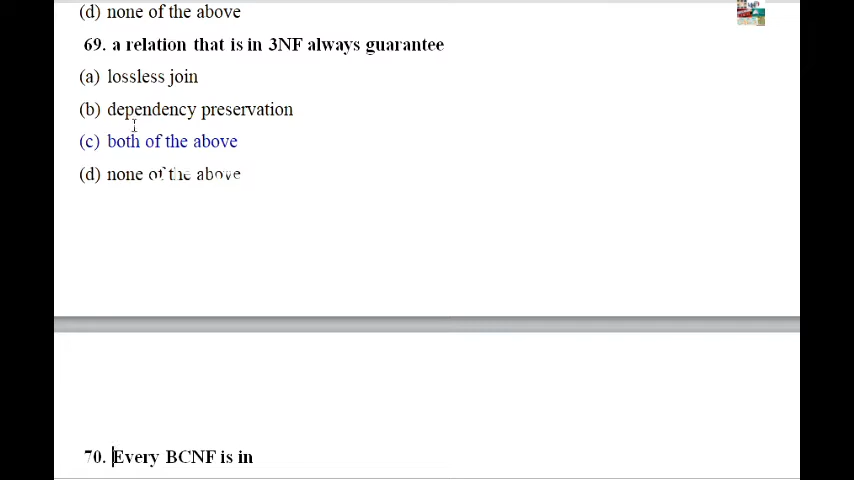 (d) none of the above
69. a relation that is in 3NF always guarantee
(a) lossless join
(b) dependency preservation
(c) both of the above
(d) none of the above
70. Every BCNF is in